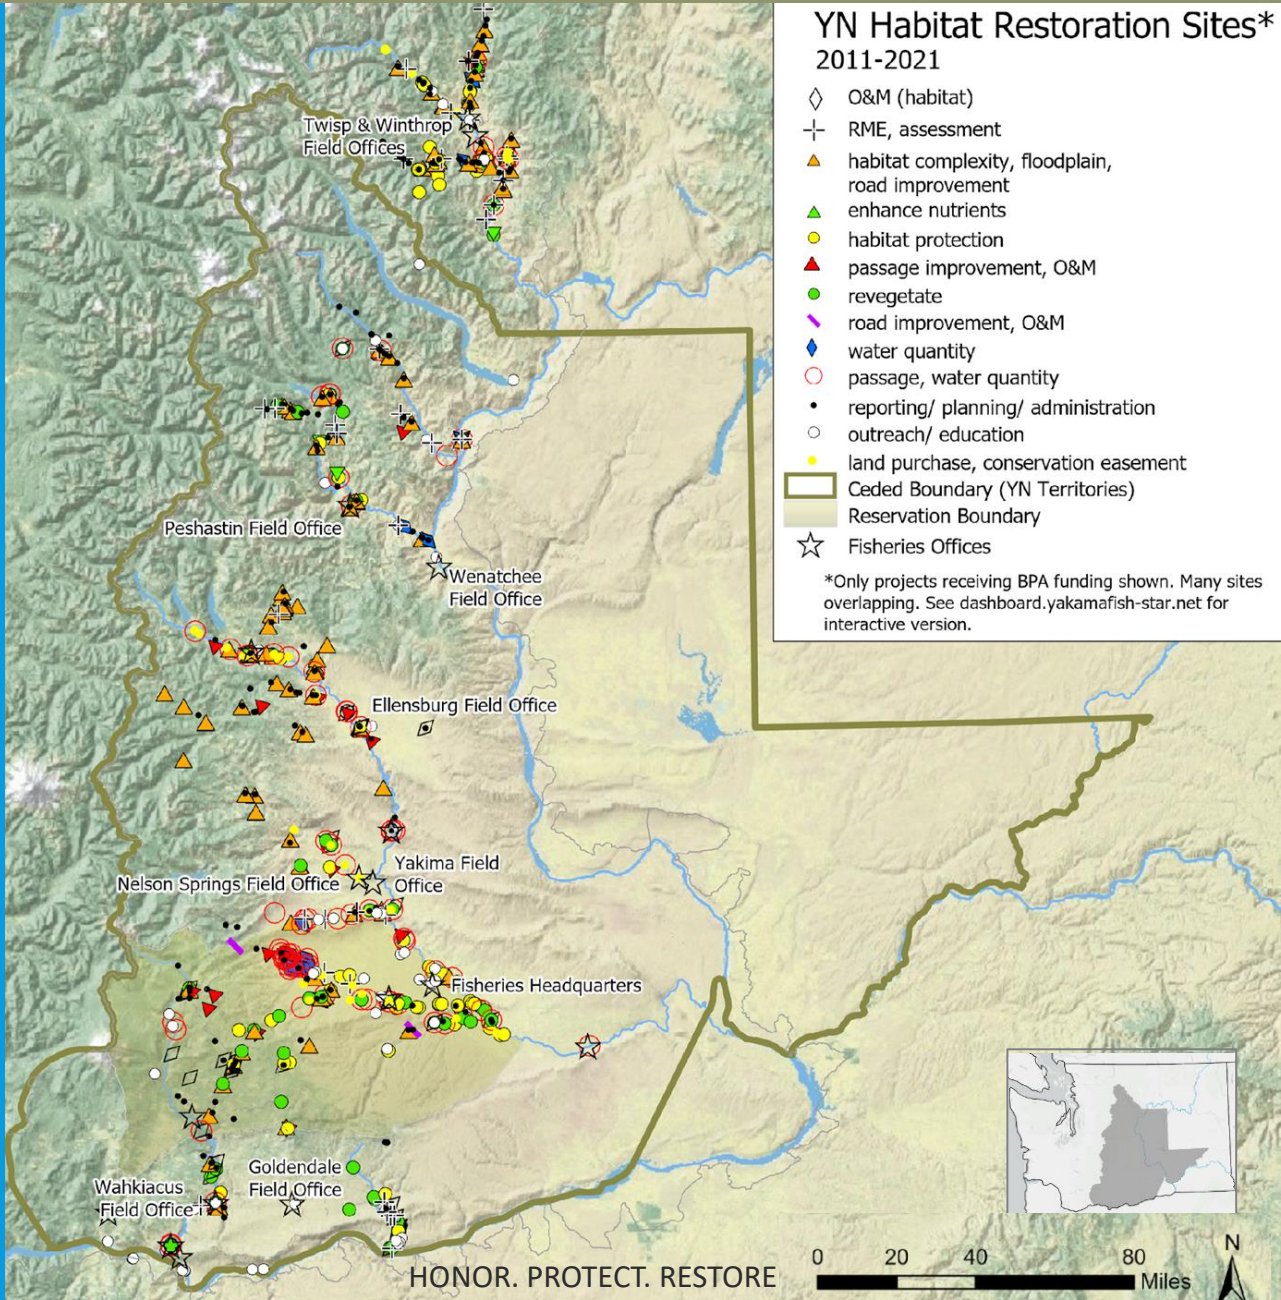 YN Habitat Restoration Sites*
2011-2021
O&M (habitat)
RME, assessment
habitat complexity, floodplain,
road improvement
enhance nutrients
habitat protection
passage improvement, O&M
revegetate
road improvement, O&M
water quantity
passage, water quantity
reporting/ planning/ administration
outreach/ education
land purchase, conservation easement
Ceded Boundary (YN Territories)
Reservation Boundary
Fisheries Offices
*Only projects receiving BPA funding shown. Many sites
overlapping. See dashboard.yakamafish-star.net for
interactive version.
Twisp & Winthrop
Field Offices
Peshastin Field Office
Wenatchee
Field Office
Ellensburg Field Office
Yakima Field
Office
Nelson Springs Field Office
Fisheries Headquarters
Goldendale
Field Office
Wahkiacus
Field Office
HONOR. PROTECT. RESTORE
0 20 40 80
Miles
N